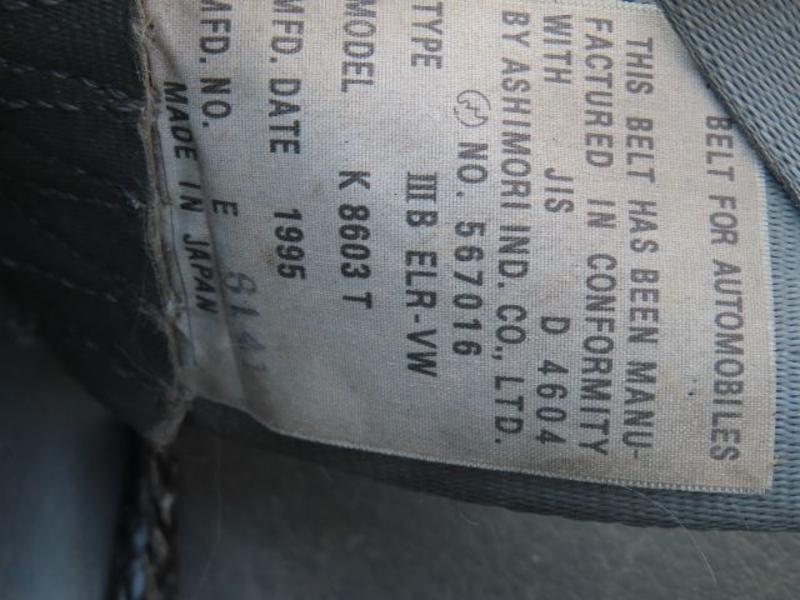 BELT FOR AUTOMOBILES
THIS BELT HAS BEEN MANU-
FACTURED IN CONFORMITY
WITH JIS D 4604
BY ASHIMORI IND. CO., LTD.
NO. 567016
TYPE ⅢB ELR-VW
MODEL K 8603 T
MFD. DATE 1995
MFD. NO. E
MADE IN JAPAN